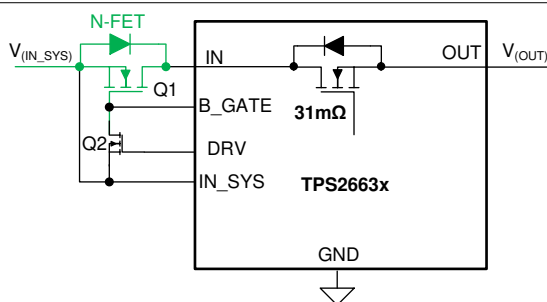 N-FET
V(IN_SYS)
IN
OUT
V(OUT)
Q1
B_GATE
31mΩ
Q2
DRV
IN_SYS
TPS2663x
GND